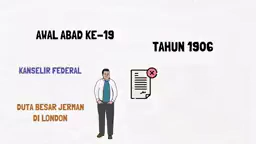 AWAL ABAD KE-19
TAHUN 1906
KANSELIR FEDERAL
DUTA BESAR JERMAN
DI LONDON